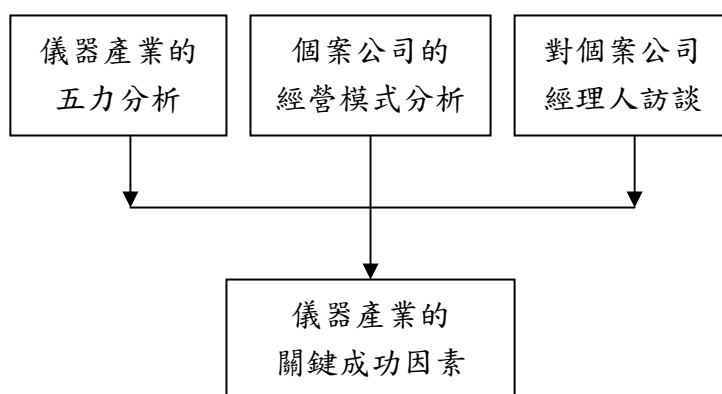 儀器產業的
五力分析
個案公司的
經營模式分析
對個案公司
經理人訪談
儀器產業的
關鍵成功因素